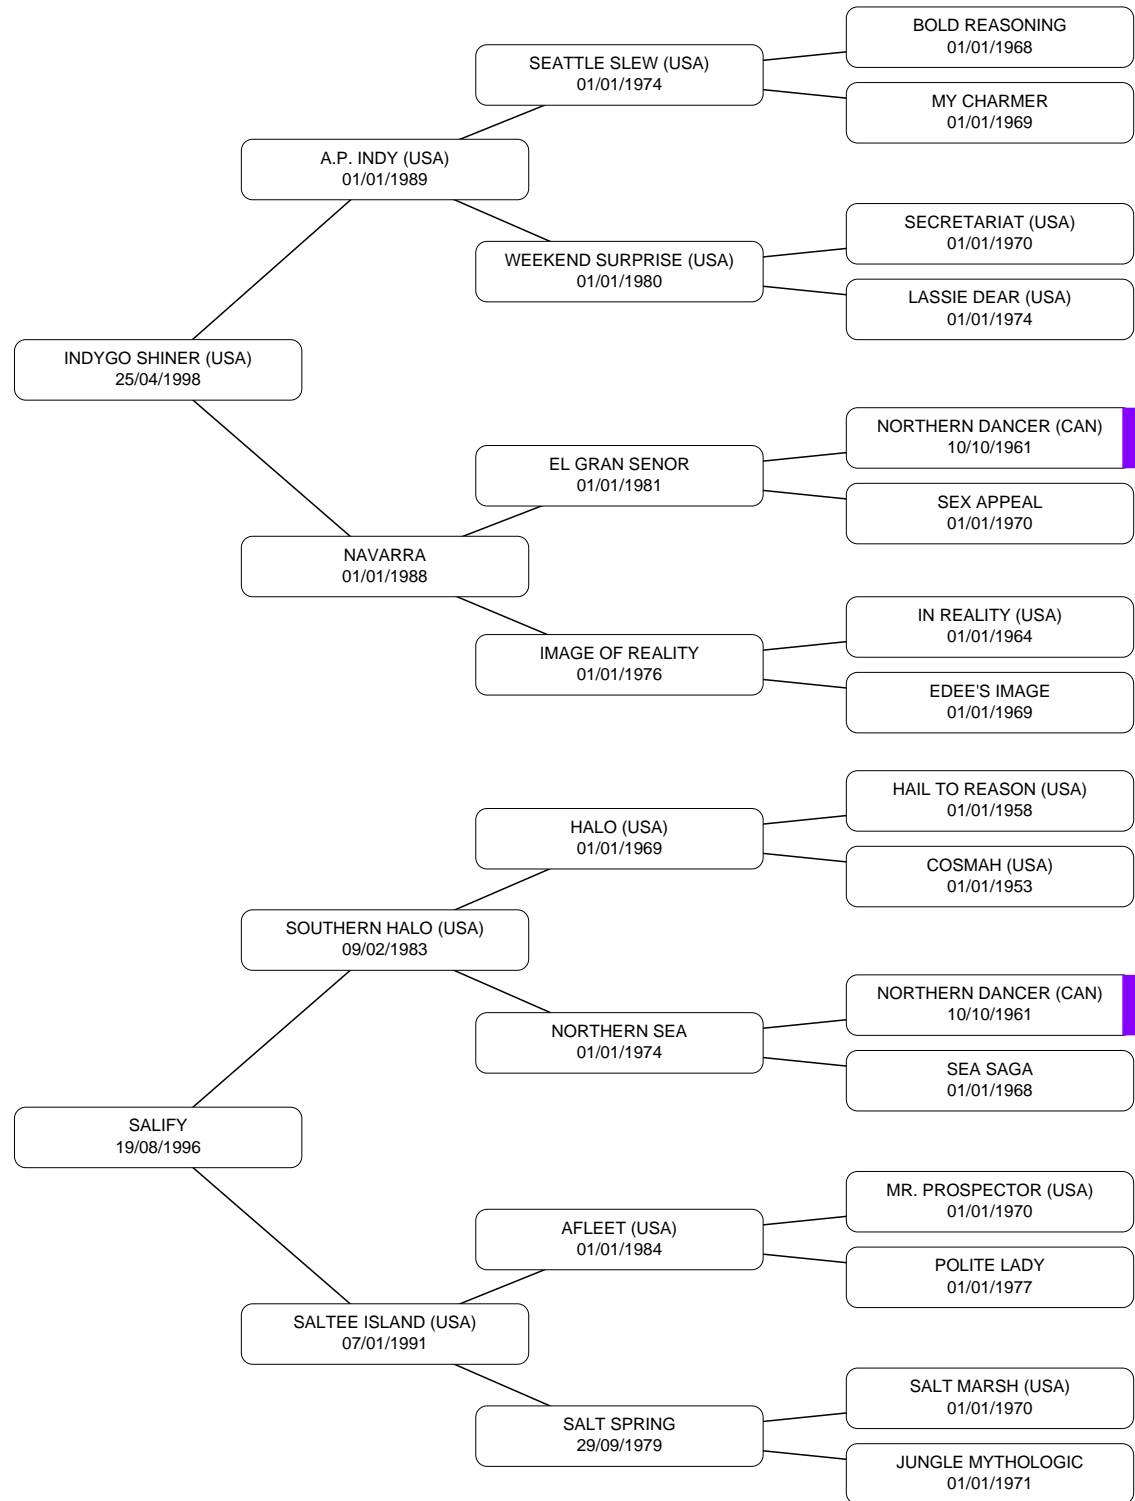 BOLD REASONING
01/01/1968
SEATTLE SLEW (USA)
01/01/1974
MY CHARMER
01/01/1969
A.P. INDY (USA)
01/01/1989
SECRETARIAT (USA)
01/01/1970
WEEKEND SURPRISE (USA)
01/01/1980
LASSIE DEAR (USA)
01/01/1974
INDYGO SHINER (USA)
25/04/1998
NORTHERN DANCER (CAN)
10/10/1961
EL GRAN SENOR
01/01/1981
SEX APPEAL
01/01/1970
NAVARRA
01/01/1988
IN REALITY (USA)
01/01/1964
IMAGE OF REALITY
01/01/1976
EDEE'S IMAGE
01/01/1969
HAIL TO REASON (USA)
01/01/1958
HALO (USA)
01/01/1969
COSMAH (USA)
01/01/1953
SOUTHERN HALO (USA)
09/02/1983
NORTHERN DANCER (CAN)
10/10/1961
NORTHERN SEA
01/01/1974
SEA SAGA
01/01/1968
SALIFY
19/08/1996
MR. PROSPECTOR (USA)
01/01/1970
AFLEET (USA)
01/01/1984
POLITE LADY
01/01/1977
SALTEE ISLAND (USA)
07/01/1991
SALT MARSH (USA)
01/01/1970
SALT SPRING
29/09/1979
JUNGLE MYTHOLOGIC
01/01/1971